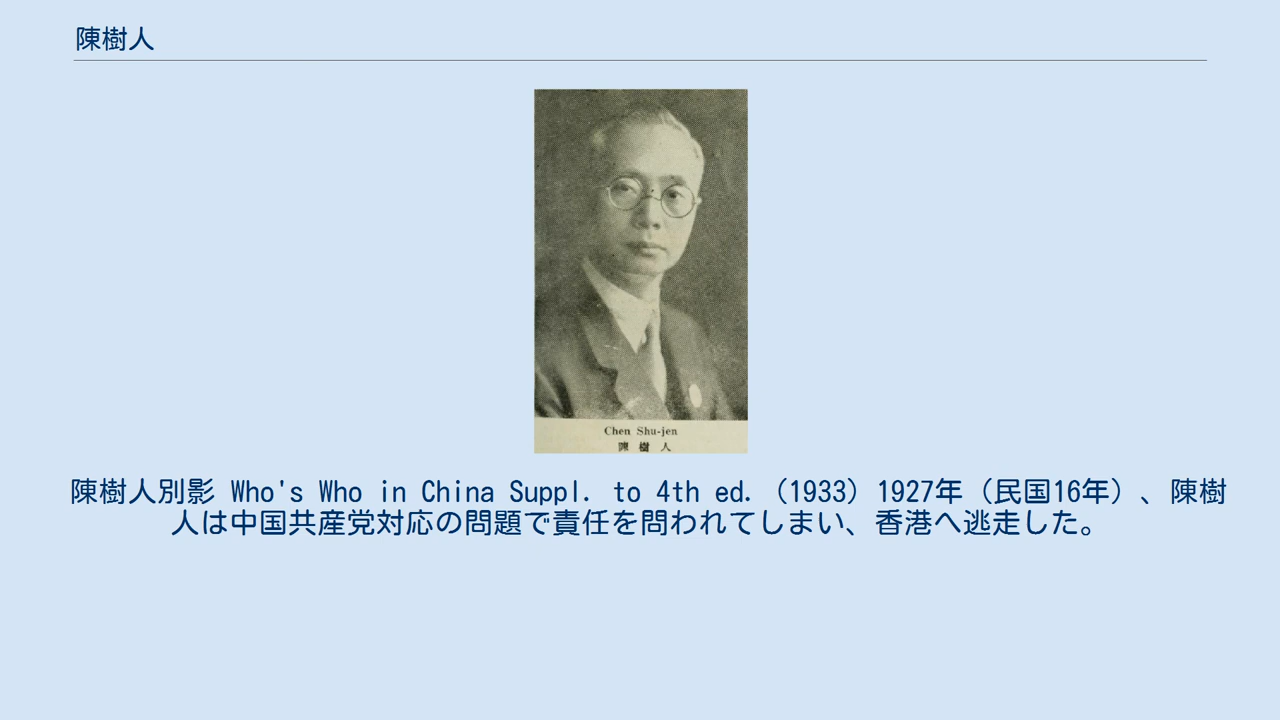 陳樹人
Chen Shu-jen
陳 樹 人
陳樹人別影 Who's Who in China Suppl. to 4th ed.（1933）1927年（民国16年）、陳樹
人は中国共産党対応の問題で責任を問われてしまい、香港へ逃走した。